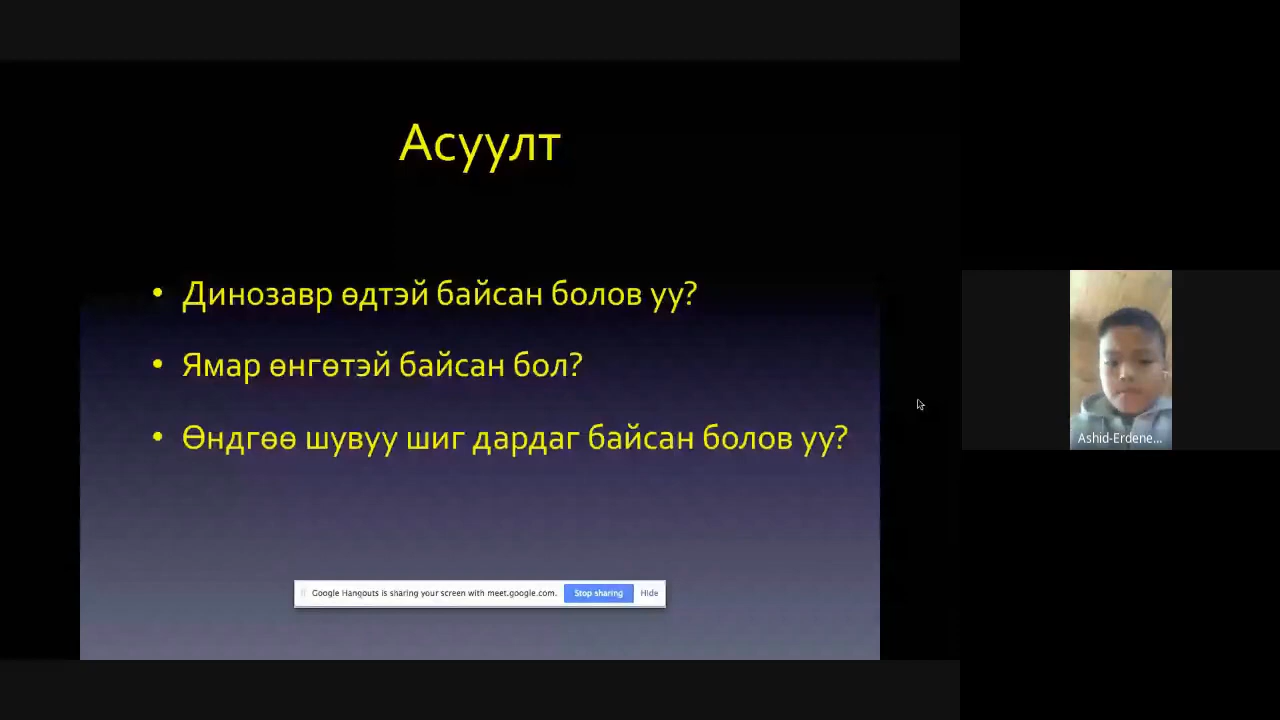 Асуулт
• Динозавр өдтэй байсан болов уу?
• Ямар өнгөтэй байсан бол?
• Өндгөө шувуу шиг дардаг байсан болов уу?
Google Hangouts is sharing your screen with meet.google.com. Stop sharing Hide
Ashid-Erdene...